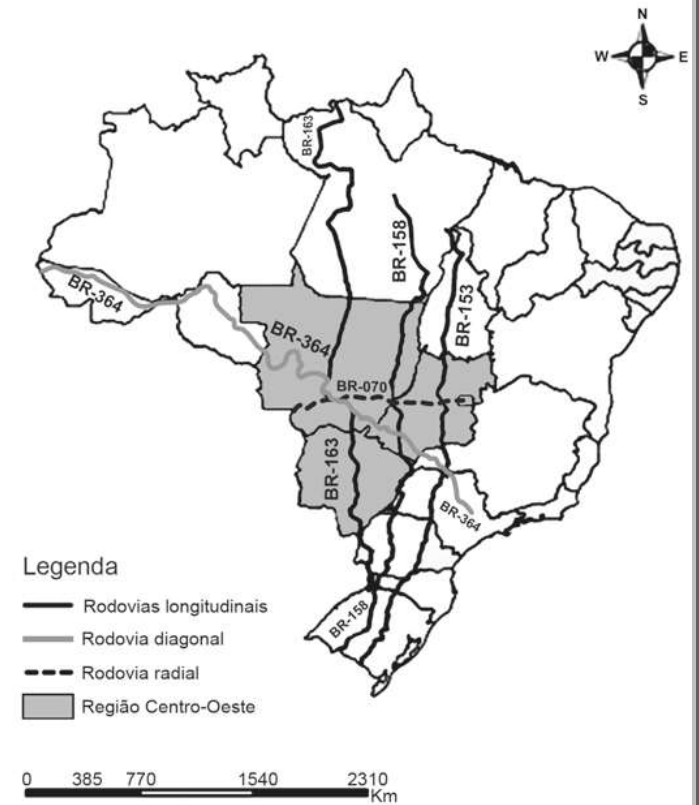 N
W E
S
BR-163
BR-158
BR-364
BR-153
BR-364
BR-070
BR-163
BR-364
BR-158
Legenda
Rodovias longitudinais
Rodovia diagonal
Rodovia radial
Região Centro-Oeste
0 385 770 1540 2310
Km